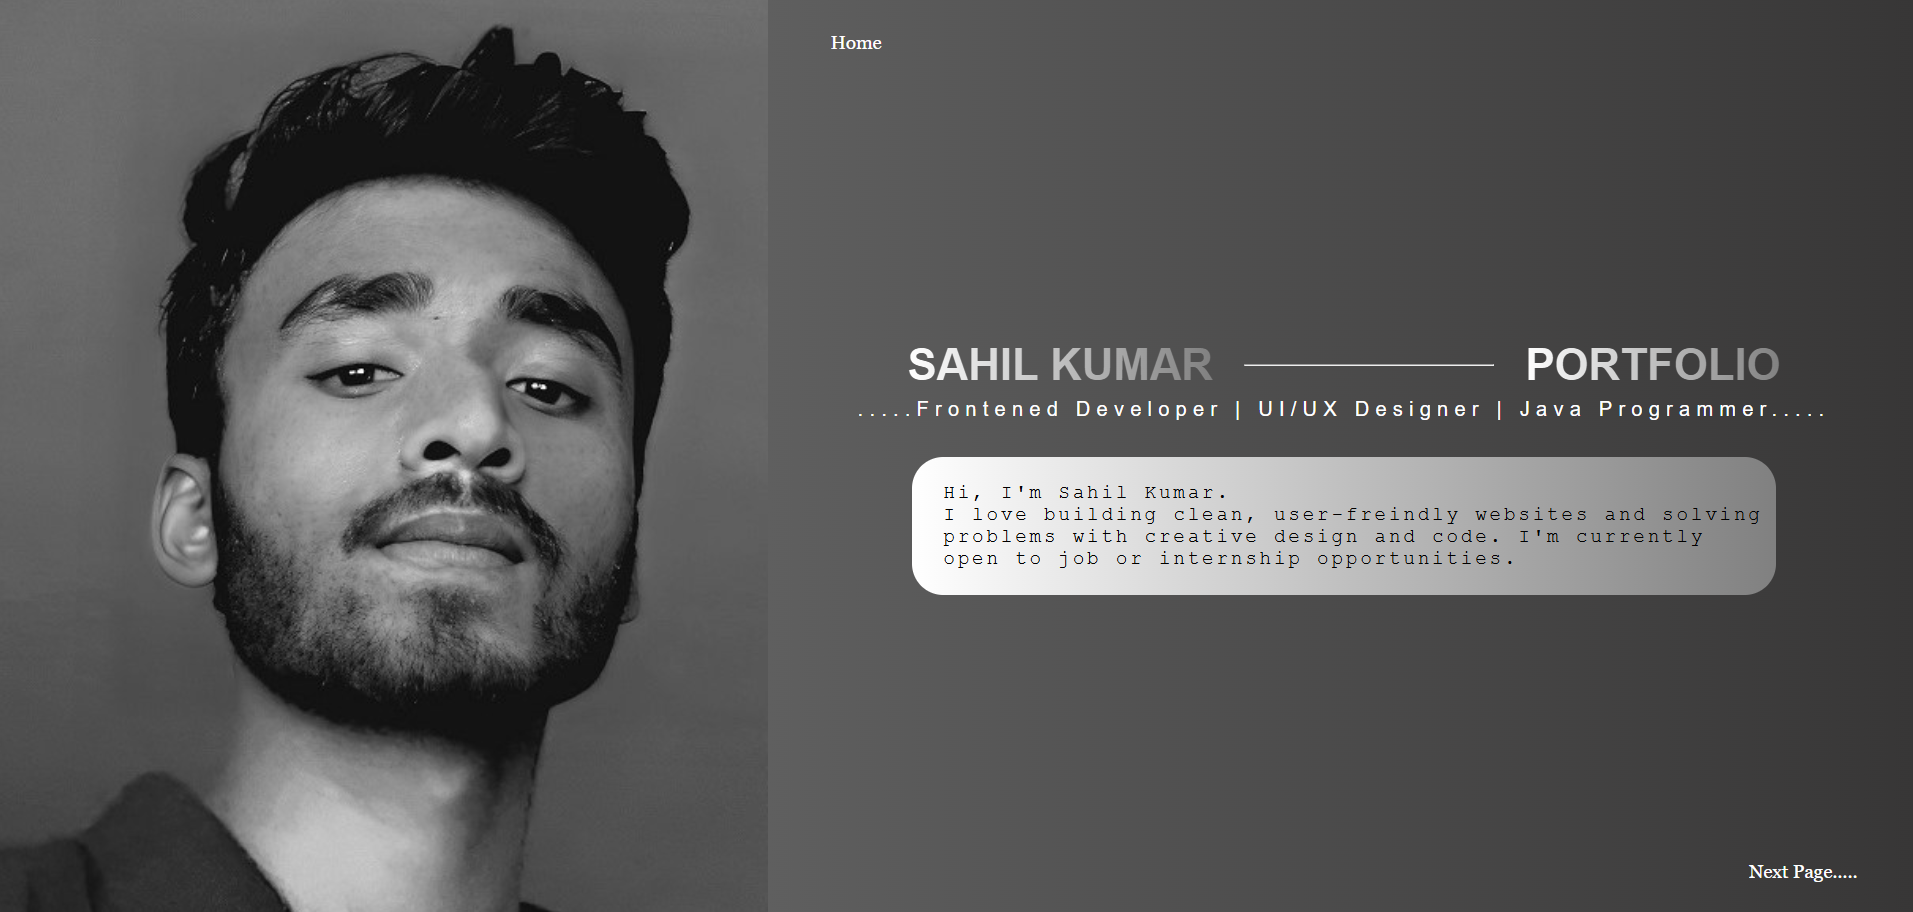 Home
SAHIL KUMAR PORTFOLIO
.....Frontened Developer | UI/UX Designer | Java Programmer.....
Hi, I'm Sahil Kumar.
I love building clean, user-freindly websites and solving
problems with creative design and code. I'm currently
open to job or internship opportunities.
Next Page.....